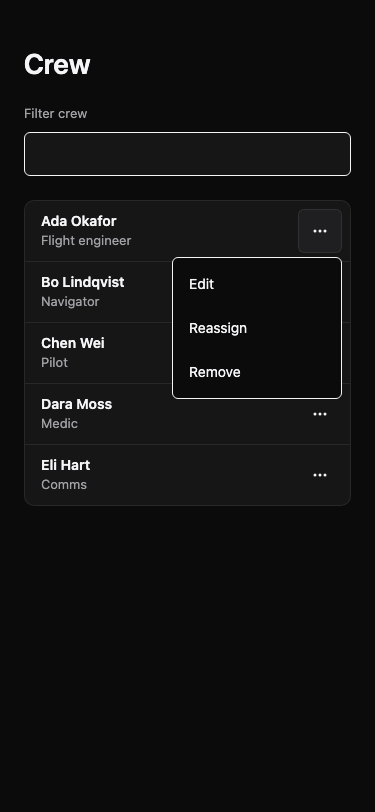 Crew
Filter crew
Ada Okafor
Flight engineer
Bo Lindqvist
Navigator
Edit
Chen Wei
Pilot
Reassign
Remove
Dara Moss
Medic
Eli Hart
Comms